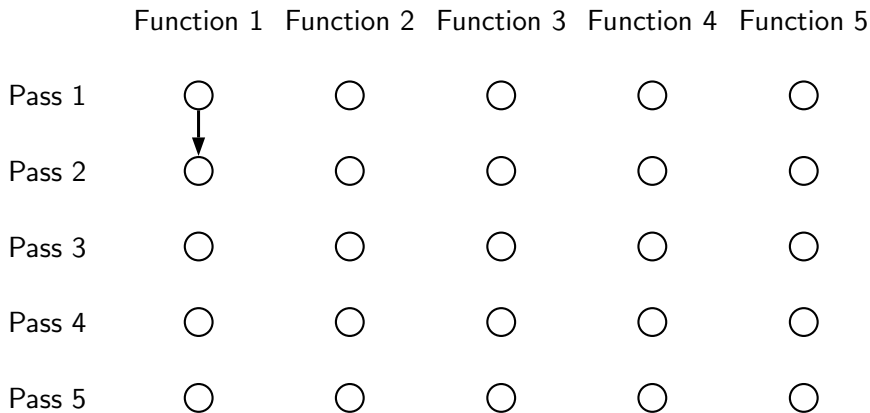 Function 1 Function 2 Function 3 Function 4 Function 5
Pass 1
Pass 2
Pass 3
Pass 4
Pass 5